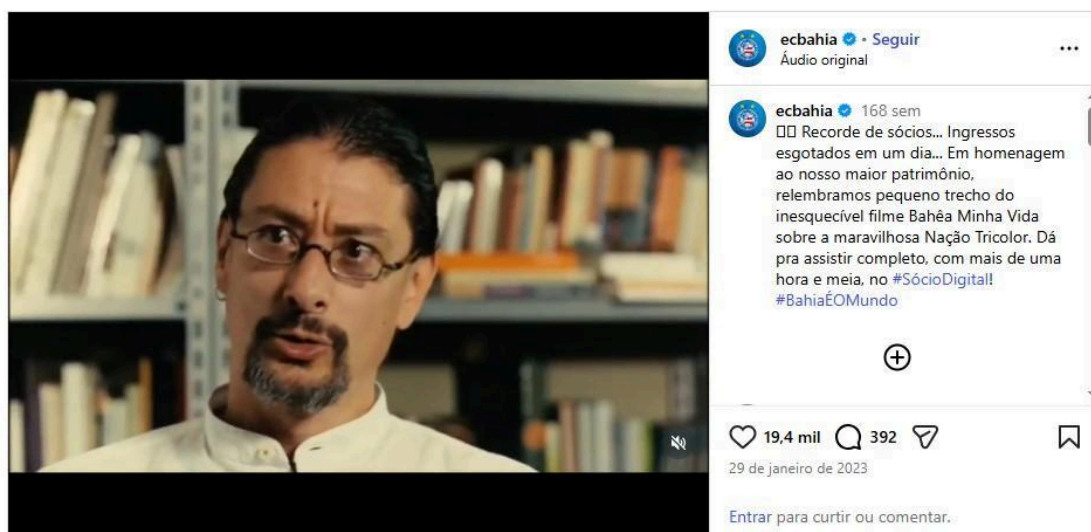 ecbahia • Seguir
Áudio original
ecbahia 168 sem
Recorde de sócios... Ingressos
esgotados em um dia... Em homenagem
ao nosso maior patrimônio,
relembramos pequeno trecho do
inesquecível filme Bahêa Minha Vida
sobre a maravilhosa Nação Tricolor. Dá
pra assistir completo, com mais de uma
hora e meia, no #SócioDigital!
#BahiaÉOMundo
19,4 mil 392
29 de janeiro de 2023
Entrar para curtir ou comentar.